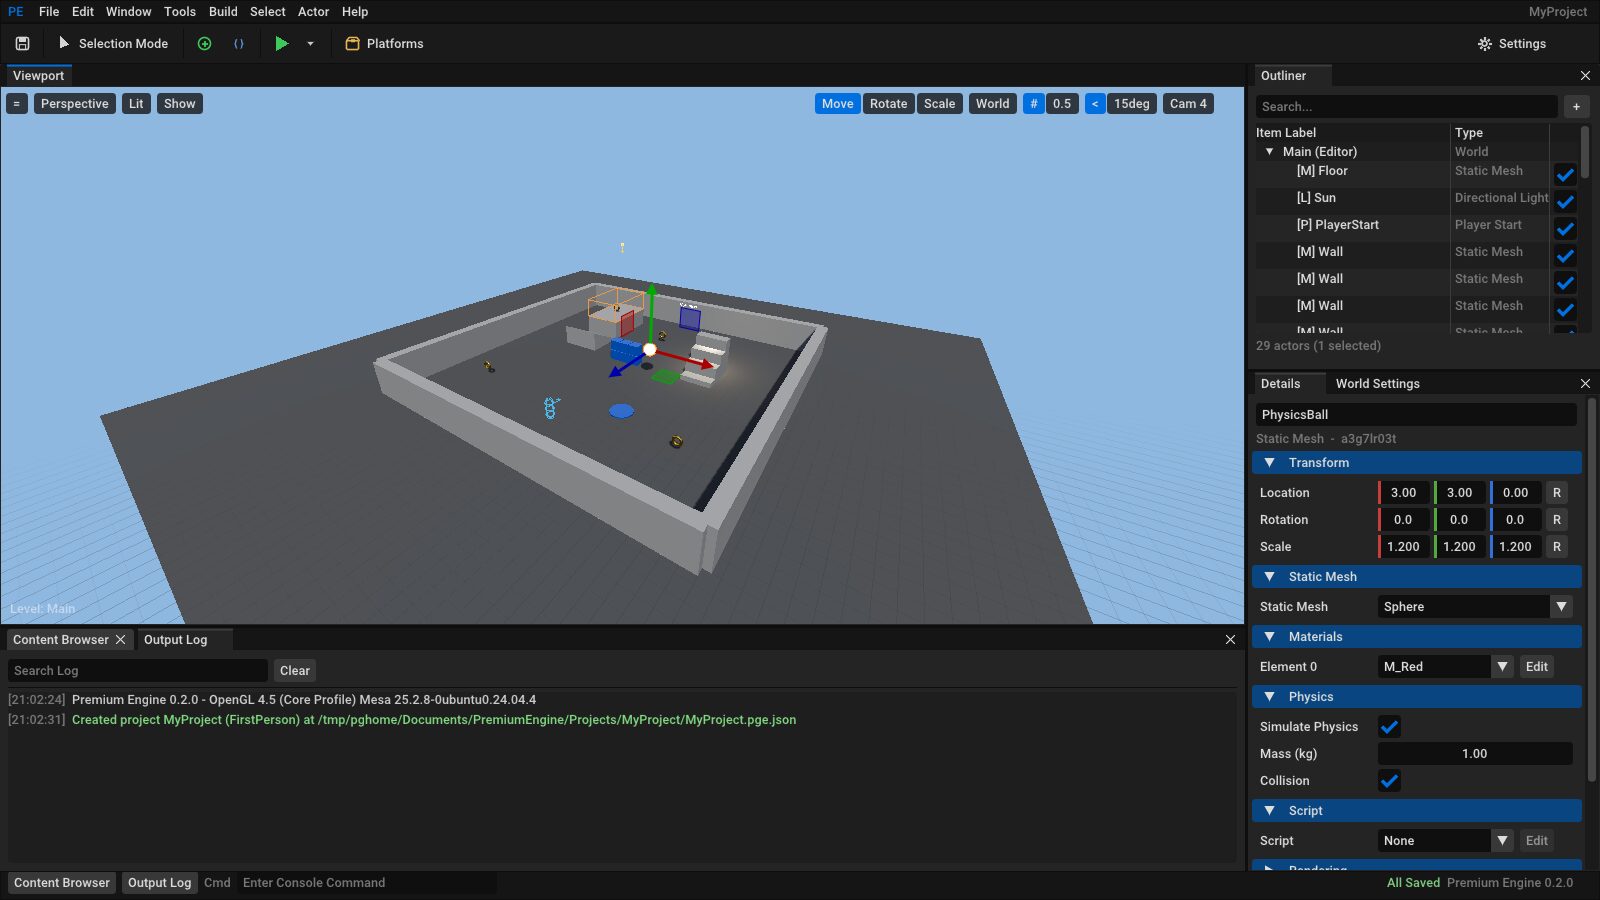 PE File Edit Window Tools Build Select Actor Help MyProject
Selection Mode Platforms Settings
Viewport
= Perspective Lit Show Move Rotate Scale World # 0.5 < 15deg Cam 4
Level: Main
Outliner
Search... +
Item Label Type
Main (Editor) World
[M] Floor Static Mesh
[L] Sun Directional Light
[P] PlayerStart Player Start
[M] Wall Static Mesh
[M] Wall Static Mesh
[M] Wall Static Mesh
[M] Wall Static Mesh
29 actors (1 selected)
Details World Settings
PhysicsBall
Static Mesh - a3g7lr03t
Transform
Location 3.00 3.00 0.00 R
Rotation 0.0 0.0 0.0 R
Scale 1.200 1.200 1.200 R
Static Mesh
Static Mesh Sphere
Materials
Element 0 M_Red Edit
Physics
Simulate Physics
Mass (kg) 1.00
Collision
Script
Script None Edit
Rendering
Content Browser Output Log
Search Log Clear
[21:02:24] Premium Engine 0.2.0 - OpenGL 4.5 (Core Profile) Mesa 25.2.8-0ubuntu0.24.04.4
[21:02:31] Created project MyProject (FirstPerson) at /tmp/pghome/Documents/PremiumEngine/Projects/MyProject/MyProject.pge.json
Content Browser Output Log Cmd Enter Console Command All Saved Premium Engine 0.2.0